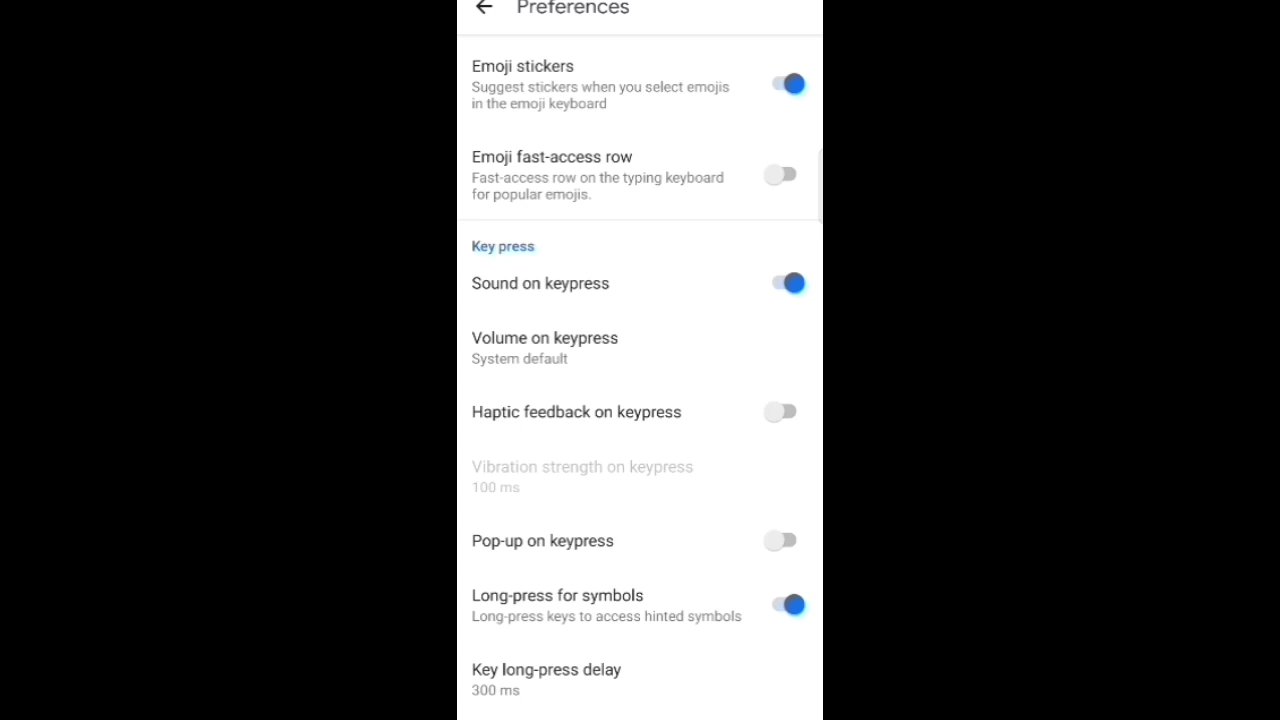 Preferences
Emoji stickers
Suggest stickers when you select emojis
in the emoji keyboard
Emoji fast-access row
Fast-access row on the typing keyboard
for popular emojis.
Key press
Sound on keypress
Volume on keypress
System default
Haptic feedback on keypress
Vibration strength on keypress
100 ms
Pop-up on keypress
Long-press for symbols
Long-press keys to access hinted symbols
Key long-press delay
300 ms